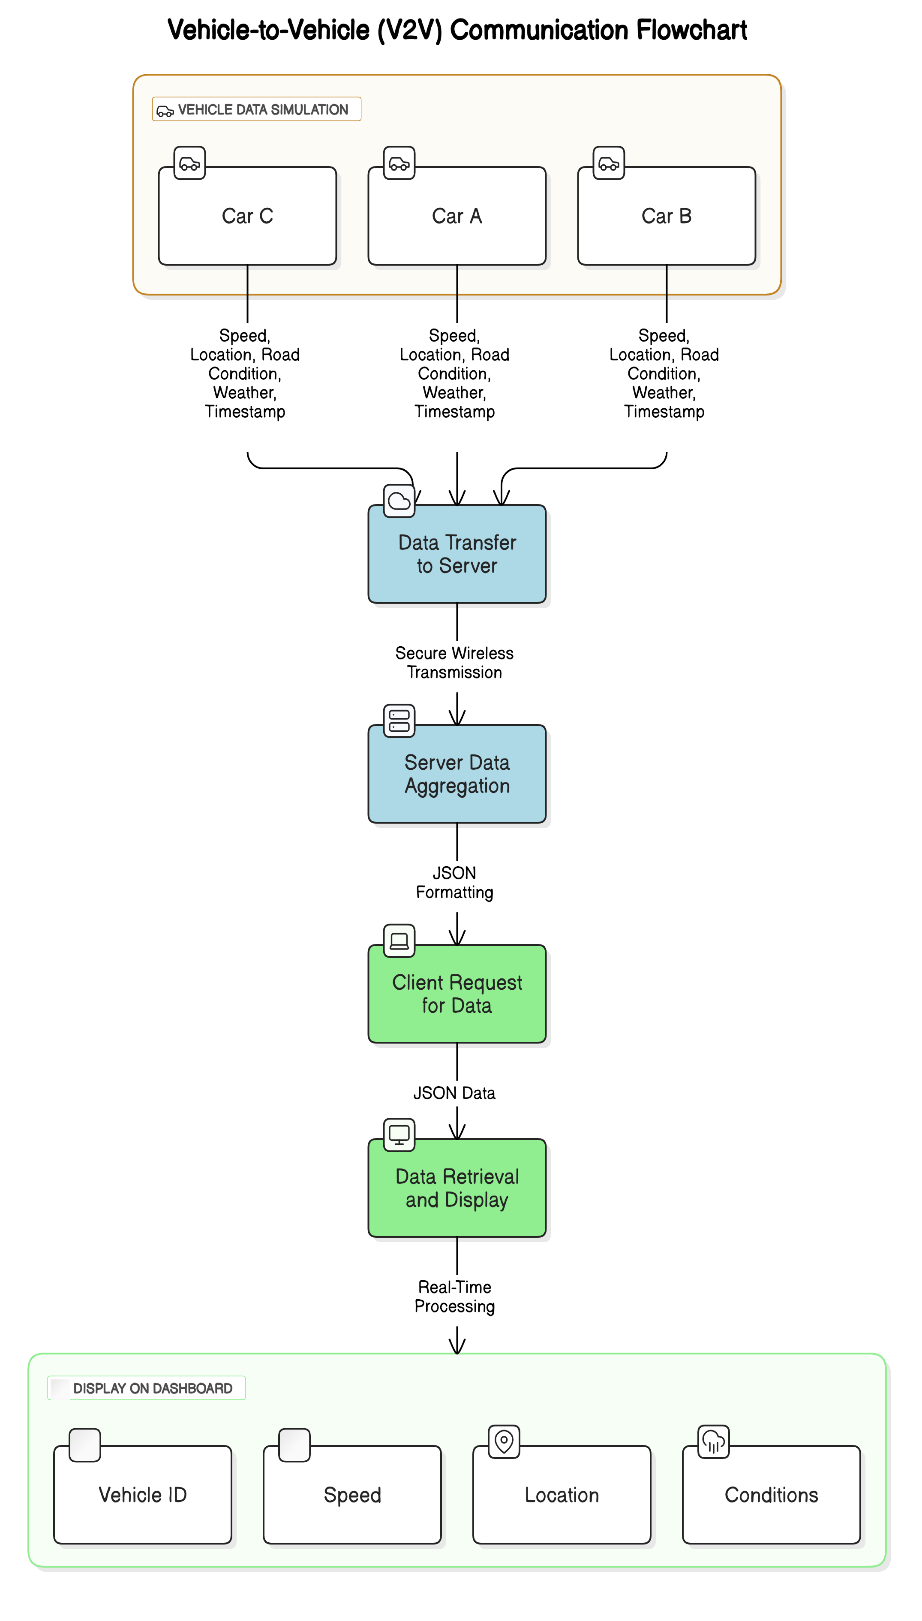 Vehicle-to-Vehicle (V2V) Communication Flowchart
VEHICLE DATA SIMULATION
Car C
Car A
Car B
Speed,
Location, Road
Condition,
Weather,
Timestamp
Speed,
Location, Road
Condition,
Weather,
Timestamp
Speed,
Location, Road
Condition,
Weather,
Timestamp
Data Transfer
to Server
Secure Wireless
Transmission
Server Data
Aggregation
JSON
Formatting
Client Request
for Data
JSON Data
Data Retrieval
and Display
Real-Time
Processing
DISPLAY ON DASHBOARD
Vehicle ID
Speed
Location
Conditions